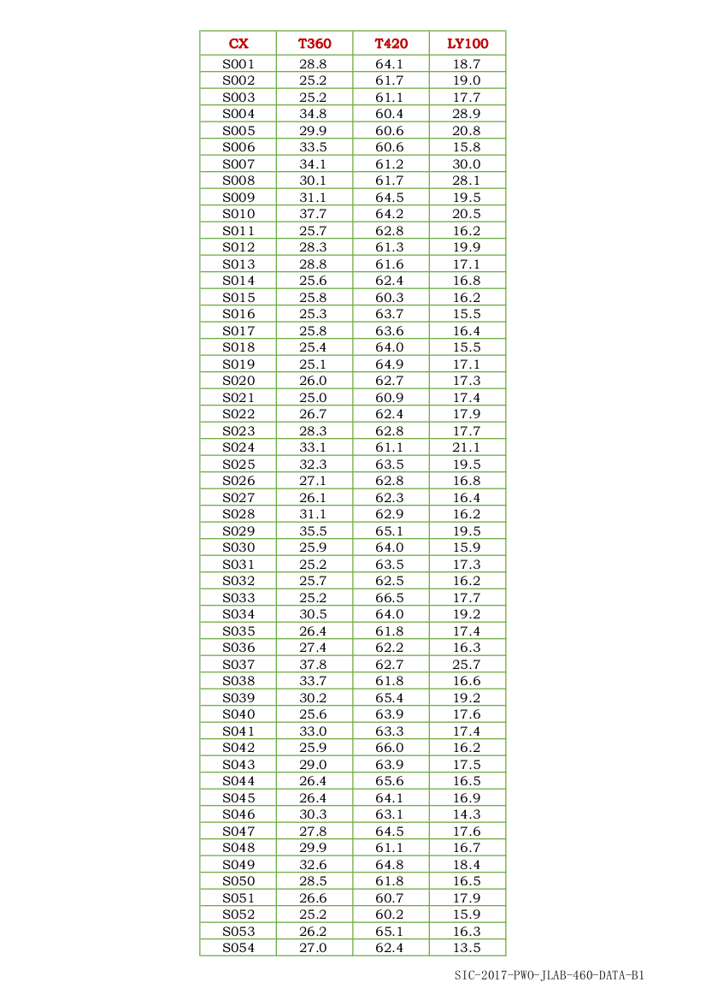 CX T360 T420 LY100
S001 28.8 64.1 18.7
S002 25.2 61.7 19.0
S003 25.2 61.1 17.7
S004 34.8 60.4 28.9
S005 29.9 60.6 20.8
S006 33.5 60.6 15.8
S007 34.1 61.2 30.0
S008 30.1 61.7 28.1
S009 31.1 64.5 19.5
S010 37.7 64.2 20.5
S011 25.7 62.8 16.2
S012 28.3 61.3 19.9
S013 28.8 61.6 17.1
S014 25.6 62.4 16.8
S015 25.8 60.3 16.2
S016 25.3 63.7 15.5
S017 25.8 63.6 16.4
S018 25.4 64.0 15.5
S019 25.1 64.9 17.1
S020 26.0 62.7 17.3
S021 25.0 60.9 17.4
S022 26.7 62.4 17.9
S023 28.3 62.8 17.7
S024 33.1 61.1 21.1
S025 32.3 63.5 19.5
S026 27.1 62.8 16.8
S027 26.1 62.3 16.4
S028 31.1 62.9 16.2
S029 35.5 65.1 19.5
S030 25.9 64.0 15.9
S031 25.2 63.5 17.3
S032 25.7 62.5 16.2
S033 25.2 66.5 17.7
S034 30.5 64.0 19.2
S035 26.4 61.8 17.4
S036 27.4 62.2 16.3
S037 37.8 62.7 25.7
S038 33.7 61.8 16.6
S039 30.2 65.4 19.2
S040 25.6 63.9 17.6
S041 33.0 63.3 17.4
S042 25.9 66.0 16.2
S043 29.0 63.9 17.5
S044 26.4 65.6 16.5
S045 26.4 64.1 16.9
S046 30.3 63.1 14.3
S047 27.8 64.5 17.6
S048 29.9 61.1 16.7
S049 32.6 64.8 18.4
S050 28.5 61.8 16.5
S051 26.6 60.7 17.9
S052 25.2 60.2 15.9
S053 26.2 65.1 16.3
S054 27.0 62.4 13.5
SIC-2017-PWO-JLAB-460-DATA-B1